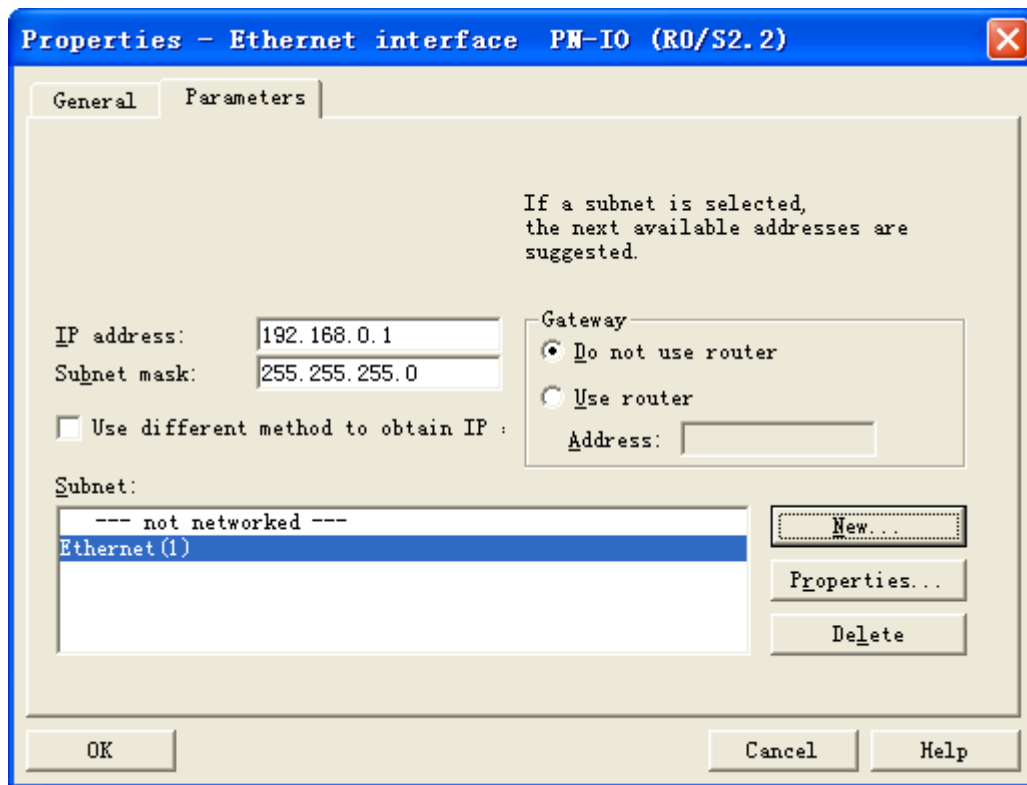 Properties - Ethernet interface PN-IO (R0/S2.2)
General
Parameters
If a subnet is selected,
the next available addresses are
suggested.
IP address:
192.168.0.1
Subnet mask:
255.255.255.0
Use different method to obtain IP
Gateway
Do not use router
Use router
Address:
Subnet:
--- not networked ---
Ethernet(1)
New...
Properties...
Delete
OK
Cancel
Help